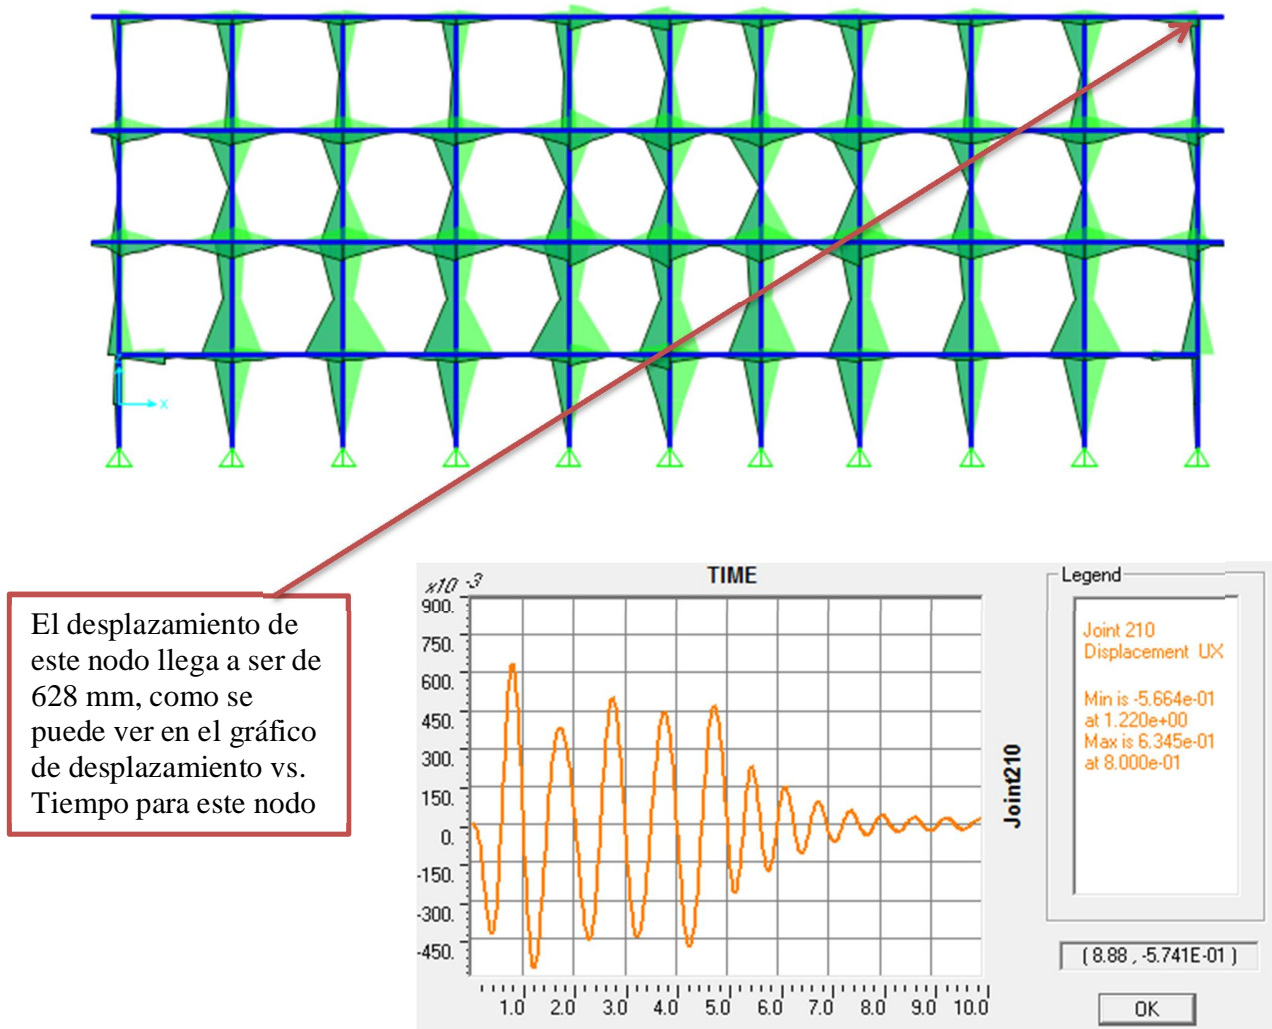 X
El desplazamiento de
este nodo llega a ser de
628 mm, como se
puede ver en el gráfico
de desplazamiento vs.
Tiempo para este nodo
TIME
x10 -3
900.
750.
600.
450.
300.
150.
0.
-150.
-300.
-450.
1.0 2.0 3.0 4.0 5.0 6.0 7.0 8.0 9.0 10.0
Joint210
Legend
Joint 210
Displacement UX
Min is -5.664e-01
at 1.220e+00
Max is 6.345e-01
at 8.000e-01
( 8.88 , -5.741E-01 )
OK